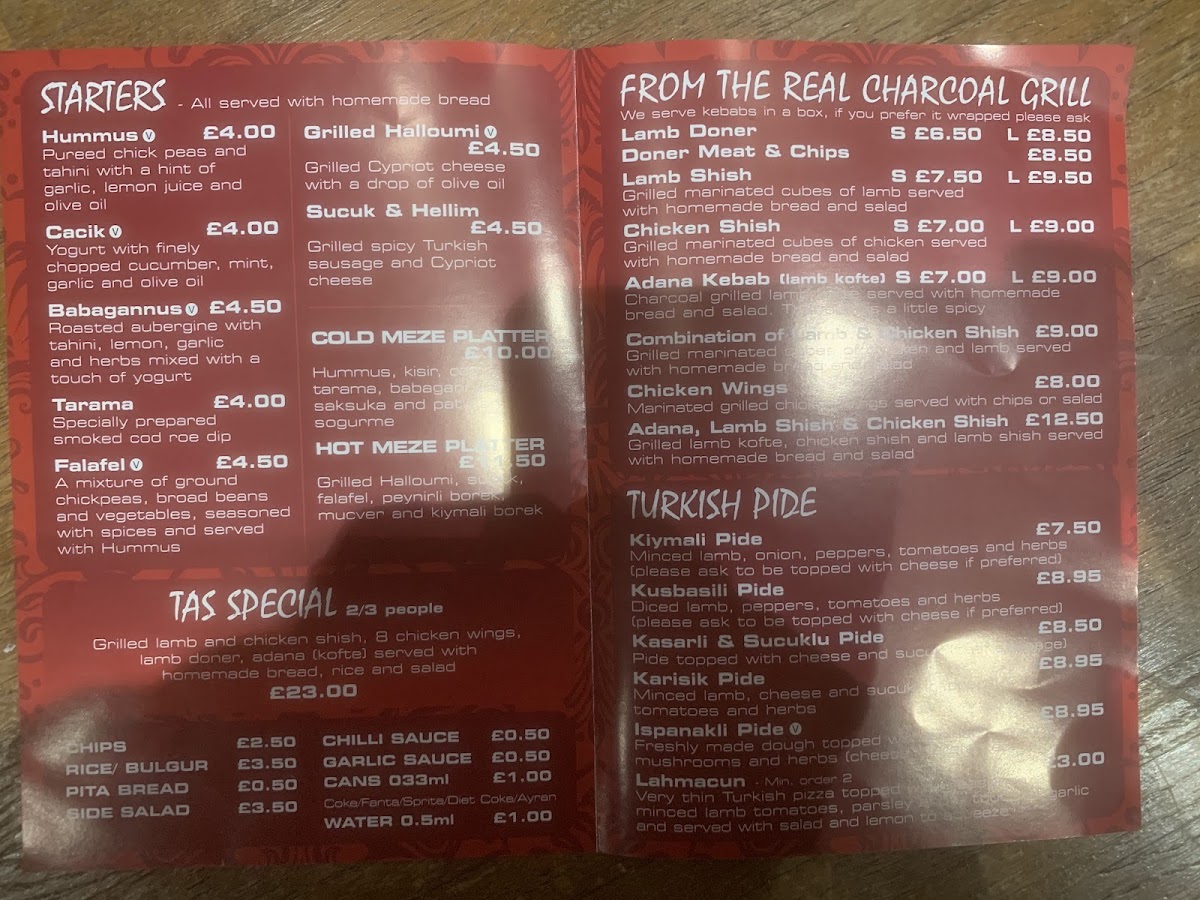 STARTERS - All served with homemade bread
Hummus V £4.00
Pureed chick peas and
tahini with a hint of
garlic, lemon juice and
olive oil
Cacik V £4.00
Yogurt with finely
chopped cucumber, mint,
garlic and olive oil
Babagannus V £4.50
Roasted aubergine with
tahini, lemon, garlic
and herbs mixed with a
touch of yogurt
Tarama £4.00
Specially prepared
smoked cod roe dip
Falafel V £4.50
A mixture of ground
chickpeas, broad beans
and vegetables, seasoned
with spices and served
with Hummus
Grilled Halloumi V
£4.50
Grilled Cypriot cheese
with a drop of olive oil
Sucuk & Hellim
£4.50
Grilled spicy Turkish
sausage and Cypriot
cheese
COLD MEZE PLATTER
£10.00
Hummus, kisir,
tarama,
saksuka and
sogurme
HOT MEZE PLATTER
Grilled Halloumi,
falafel, peynirli borek,
mucver and kiymali borek
TAS SPECIAL 2/3 people
Grilled lamb and chicken shish, 8 chicken wings,
lamb doner, adana (kofte) served with
homemade bread, rice and salad
£23.00
CHIPS £2.50
RICE/ BULGUR £3.50
PITA BREAD £0.50
SIDE SALAD £3.50
CHILLI SAUCE £0.50
GARLIC SAUCE £0.50
CANS 033ml £1.00
Coke/Fanta/Sprite/Diet Coke/Ayran
WATER 0.5ml £1.00
FROM THE REAL CHARCOAL GRILL
We serve kebabs in a box, if you prefer it wrapped please ask
Lamb Doner S £6.50 L £8.50
Doner Meat & Chips £8.50
Lamb Shish S £7.50 L £9.50
Grilled marinated cubes of lamb served
with homemade bread and salad
Chicken Shish S £7.00 L £9.00
Grilled marinated cubes of chicken served
with homemade bread and salad
Adana Kebab (lamb kofte) S £7.00 L £9.00
Charcoal grilled lamb served with homemade
bread and salad. is a little spicy
Combination of Lamb & Chicken Shish £9.00
Grilled marinated cubes of chicken and lamb served
with homemade bread and salad
Chicken Wings £8.00
Marinated grilled chicken wings served with chips or salad
Adana, Lamb Shish & Chicken Shish £12.50
Grilled lamb kofte, chicken shish and lamb shish served
with homemade bread and salad
TURKISH PIDE
Kiymali Pide £7.50
Minced lamb, onion, peppers, tomatoes and herbs
(please ask to be topped with cheese if preferred)
Kusbasili Pide £8.95
Diced lamb, peppers, tomatoes and herbs
(please ask to be topped with cheese if preferred)
Kasarli & Sucuklu Pide £8.50
Pide topped with cheese and
Karisik Pide £8.95
Minced lamb, cheese and
tomatoes and herbs
Ispanakli Pide V £8.95
Freshly made dough topped
mushrooms and herbs
Lahmacun - Min. order 2 £3.00
Very thin Turkish pizza topped garlic
minced lamb tomatoes, parsley
and served with salad and lemon to squeeze